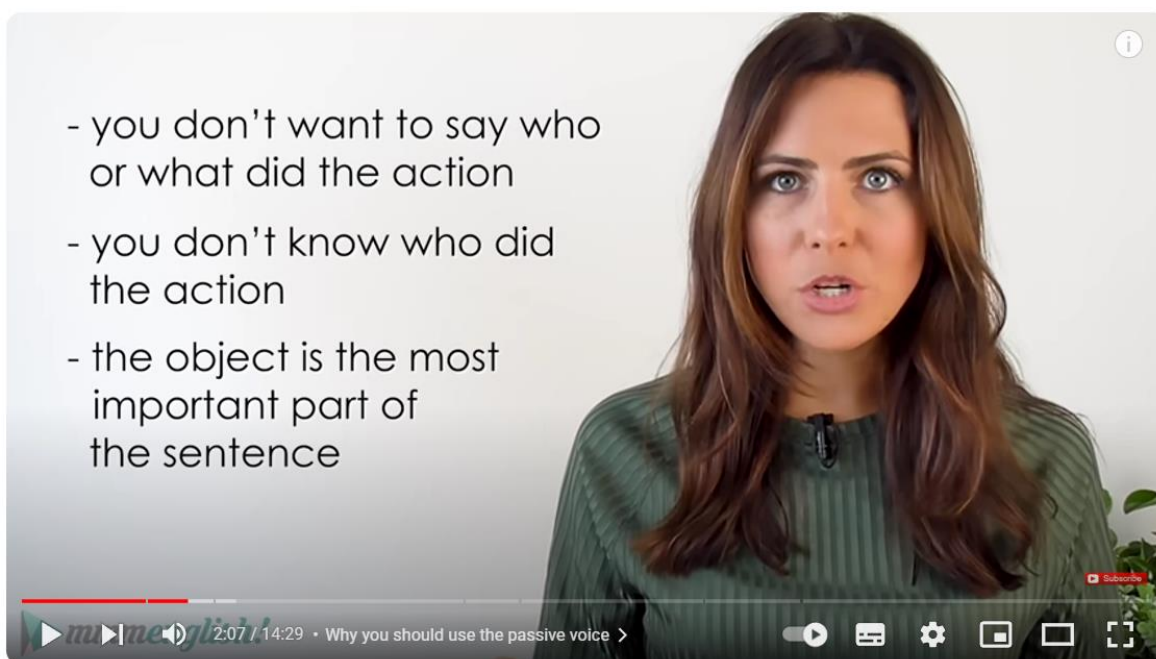 - you don't want to say who
or what did the action
- you don't know who did
the action
- the object is the most
important part of
the sentence
Subscribe
2:07 / 14:29 • Why you should use the passive voice